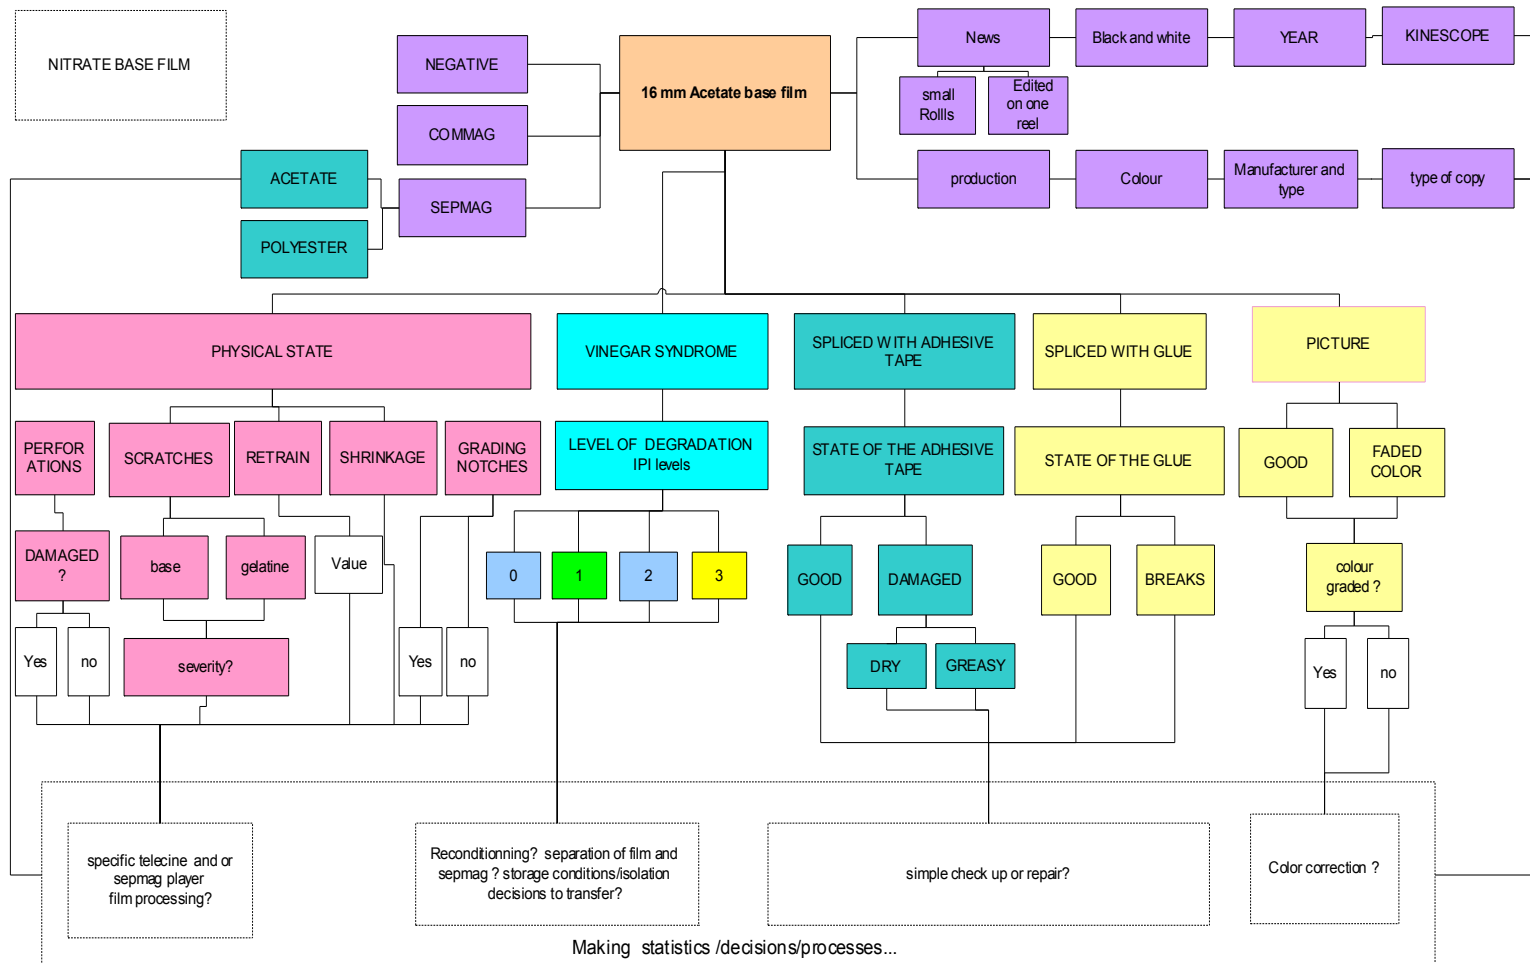 NITRATE BASE FILM
NEGATIVE
COMMAG
SEPMAG
ACETATE
POLYESTER
16 mm Acetate base film
News
Black and white
YEAR
KINESCOPE
small
Rollls
Edited
on one
reel
production
Colour
Manufacturer and
type
type of copy
PHYSICAL STATE
VINEGAR SYNDROME
SPLICED WITH ADHESIVE
TAPE
SPLICED WITH GLUE
PICTURE
PERFOR
ATIONS
SCRATCHES
RETRAIN
SHRINKAGE
GRADING
NOTCHES
LEVEL OF DEGRADATION
IPI levels
STATE OF THE ADHESIVE
TAPE
STATE OF THE GLUE
GOOD
FADED
COLOR
DAMAGED
?
base
gelatine
Value
0
1
2
3
GOOD
DAMAGED
GOOD
BREAKS
colour
graded ?
Yes
no
severity?
Yes
no
DRY
GREASY
Yes
no
specific telecine and or
sepmag player
film processing?
Reconditionning? separation of film and
sepmag ? storage conditions/isolation
decisions to transfer?
simple check up or repair?
Color correction ?
Making statistics /decisions/processes...